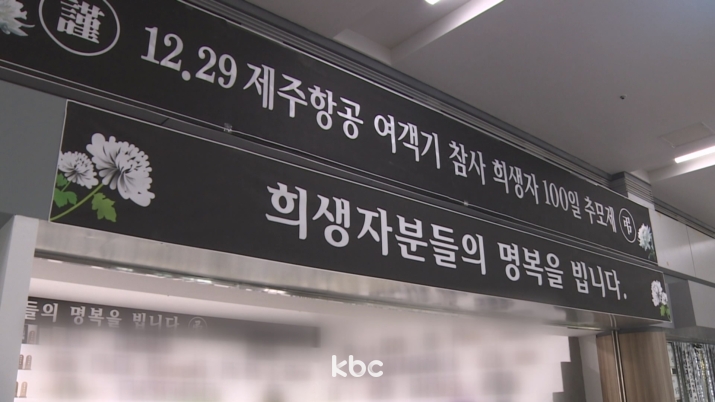 謹 12.29 제주항공 여객기 참사 희생자 100일 추모제 弔
희생자분들의 명복을 빕니다.
들의 명복을 빕니다
kbc